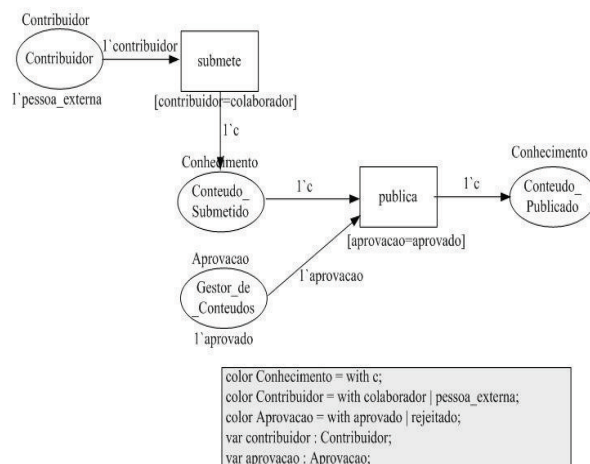 Contribuidor
Contribuidor
1`contribuidor
submete
1`pessoa_externa
[contribuidor=colaborador]
1`c
Conhecimento
Conteudo_
Submetido
1`c
publica
1`c
Conhecimento
Conteudo_
Publicado
[aprovacao=aprovado]
Aprovacao
Gestor_de
_Conteudos
1`aprovacao
1`aprovado
color Conhecimento = with c;
color Contribuidor = with colaborador | pessoa_externa;
color Aprovacao = with aprovado | rejeitado;
var contribuidor : Contribuidor;
var aprovacao : Aprovacao;